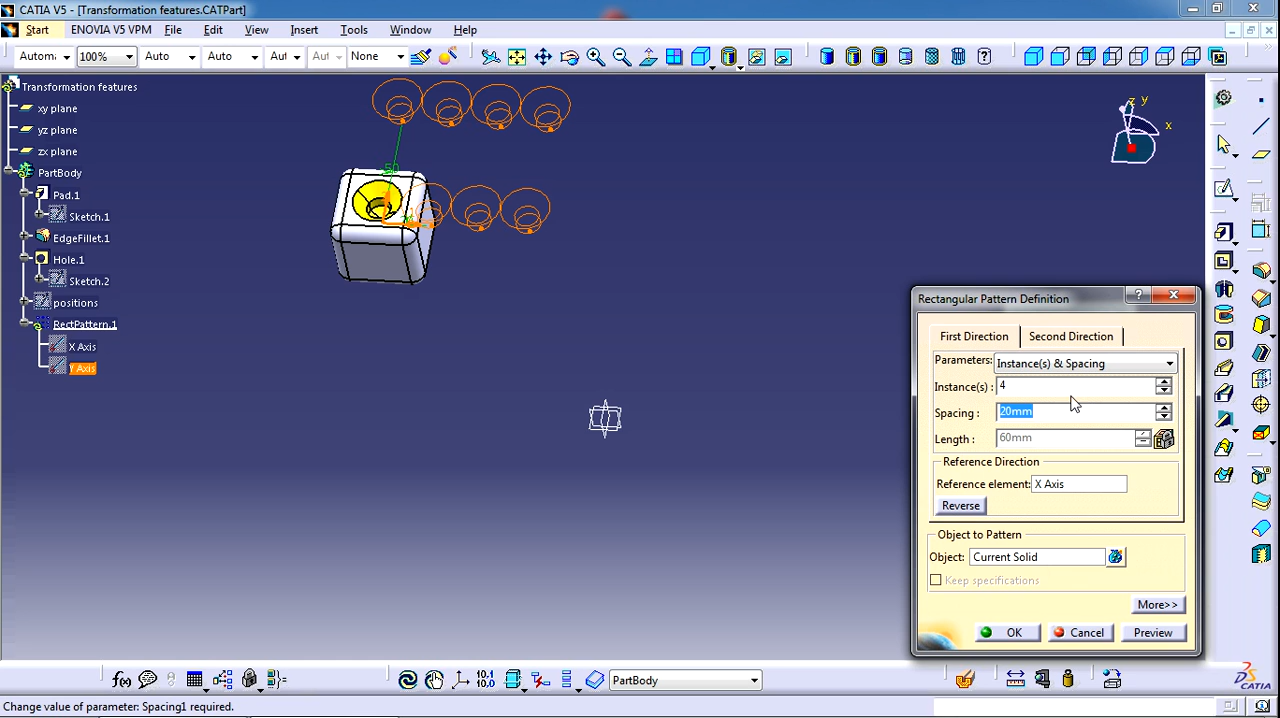 CATIA V5 - [Transformation features.CATPart]
Start ENOVIA V5 VPM File Edit View Insert Tools Window Help
Autom 100% Auto Auto Aut Aut None
Transformation features
xy plane
yz plane
zx plane
PartBody
Pad.1
Sketch.1
EdgeFillet.1
Hole.1
Sketch.2
positions
RectPattern.1
X Axis
Y Axis
50
z y
x
Rectangular Pattern Definition
First Direction Second Direction
Parameters: Instance(s) & Spacing
Instance(s) : 4
Spacing : 20mm
Length : 60mm
Reference Direction
Reference element: X Axis
Reverse
Object to Pattern
Object: Current Solid
Keep specifications
More>>
OK Cancel Preview
f(x) PartBody
CATIA
Change value of parameter: Spacing1 required.